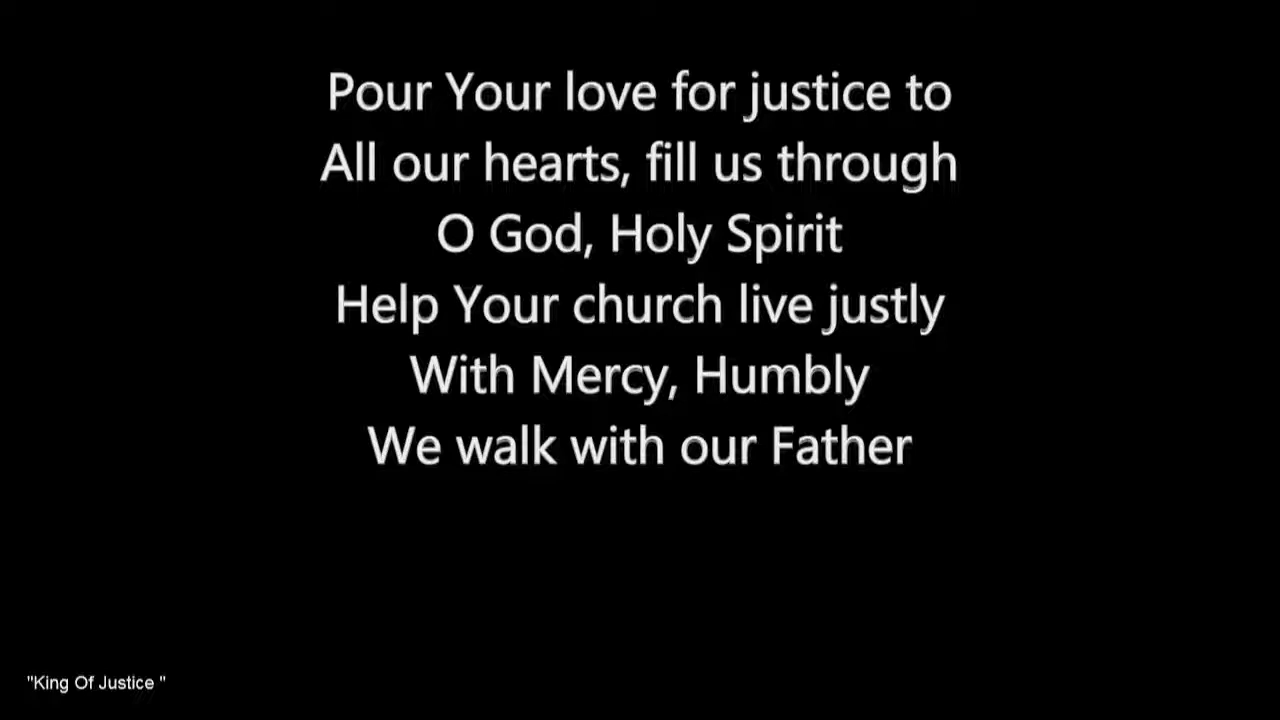 Pour Your love for justice to
All our hearts, fill us through
O God, Holy Spirit
Help Your church live justly
With Mercy, Humbly
We walk with our Father
"King Of Justice "